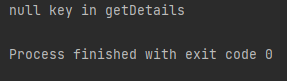 null key in getDetails
Process finished with exit code 0